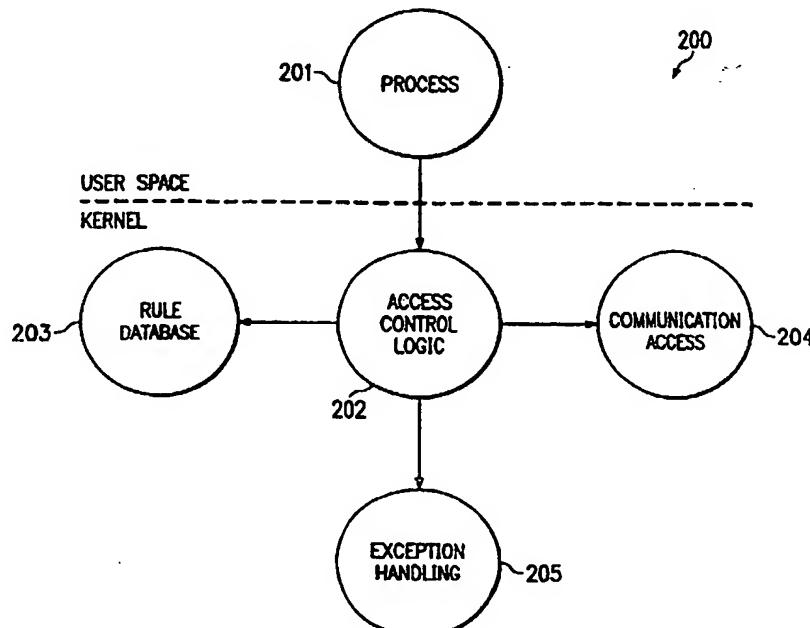 200
201
PROCESS
USER SPACE
KERNEL
RULE
DATABASE
203
ACCESS
CONTROL
LOGIC
202
COMMUNICATION
ACCESS
204
EXCEPTION
HANDLING
205